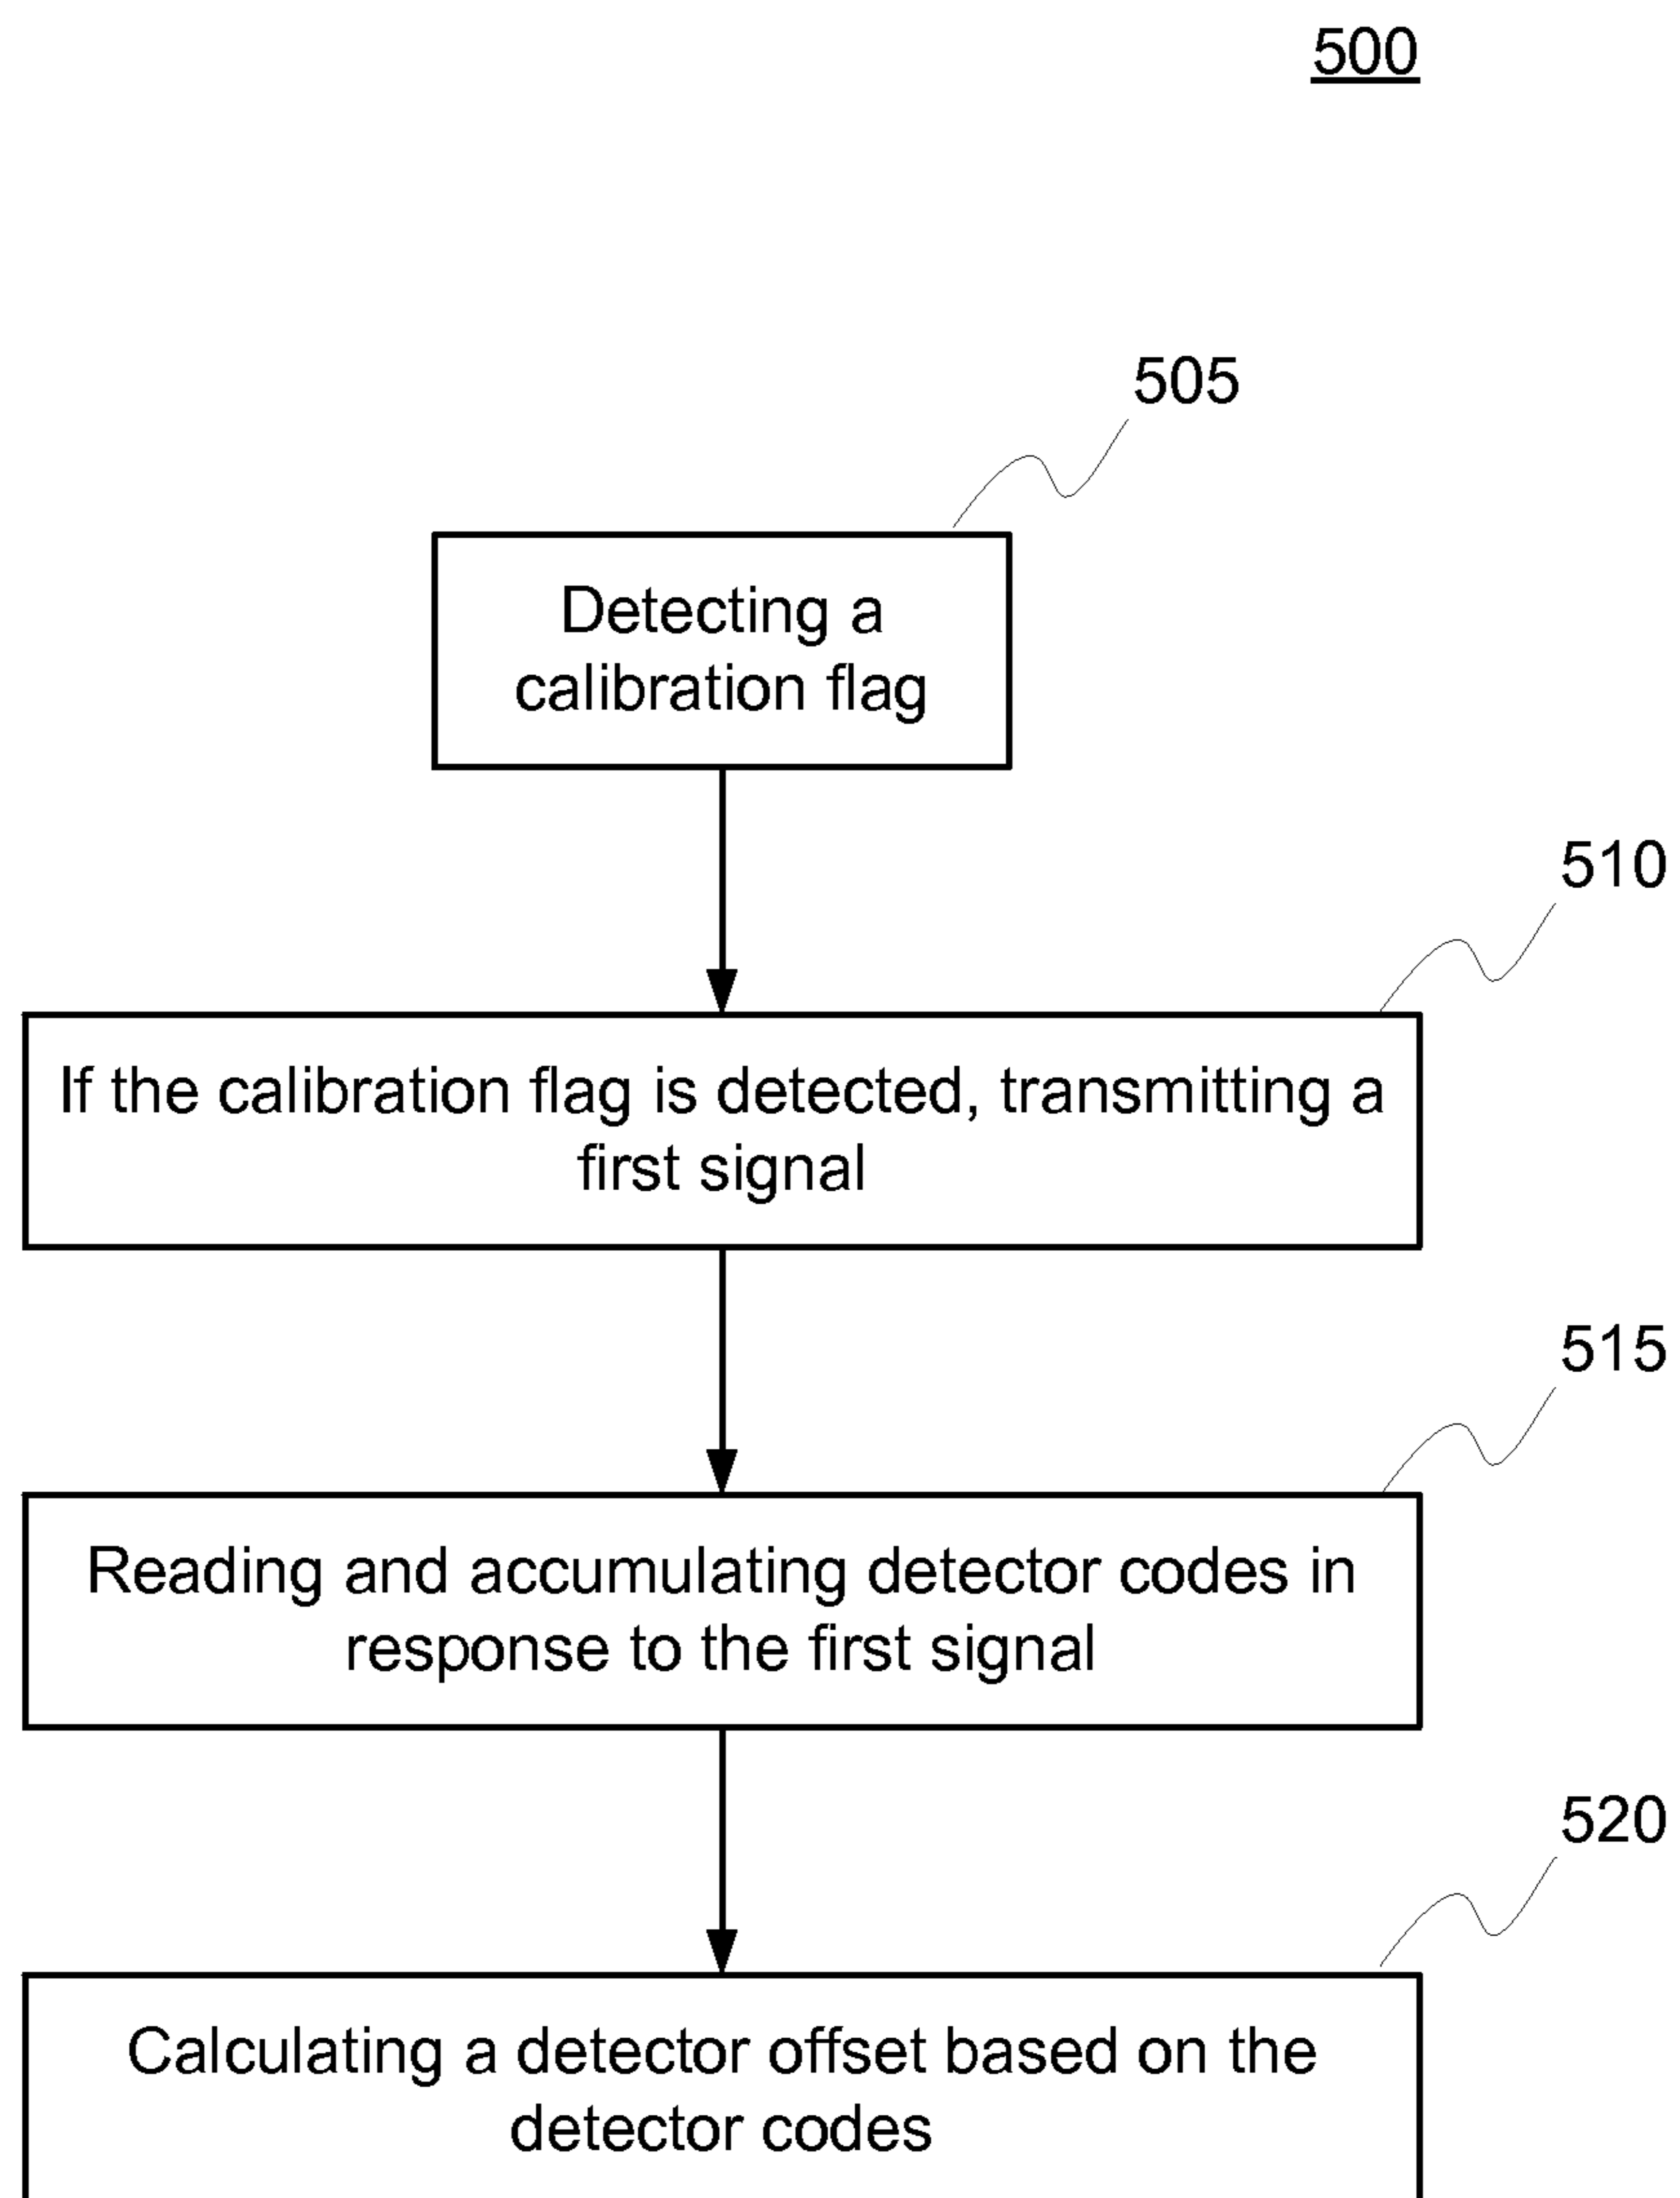 500
505
Detecting a
calibration flag
510
If the calibration flag is detected, transmitting a
first signal
515
Reading and accumulating detector codes in
response to the first signal
520
Calculating a detector offset based on the
detector codes